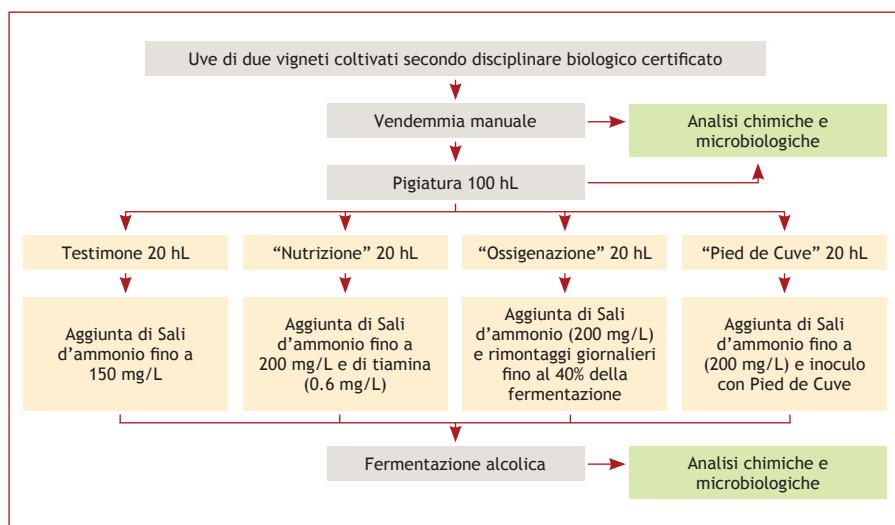 Uve di due vigneti coltivati secondo disciplinare biologico certificato
Vendemmia manuale
Analisi chimiche e
microbiologiche
Pigiatura 100 hL
Testimone 20 hL
“Nutrizione” 20 hL
“Ossigenazione” 20 hL
“Pied de Cuve” 20 hL
Aggiunta di Sali
d’ammonio fino a
150 mg/L
Aggiunta di Sali
d’ammonio fino a
200 mg/L e di tiamina
(0.6 mg/L)
Aggiunta di Sali
d’ammonio (200 mg/L)
e rimontaggi giornalieri
fino al 40% della
fermentazione
Aggiunta di Sali
d’ammonio fino a
(200 mg/L) e inoculo
con Pied de Cuve
Fermentazione alcolica
Analisi chimiche e
microbiologiche